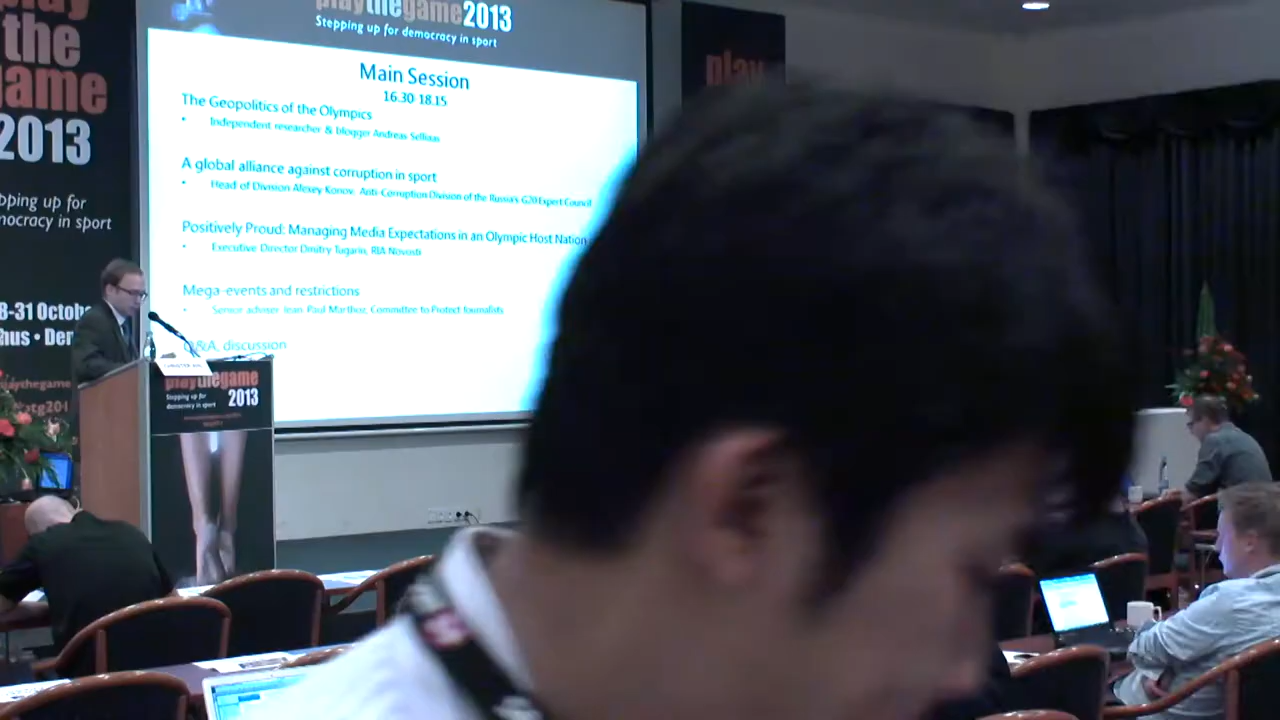 play
the
game
2013
pping up for
mocracy in sport
8-31 Octob
hus • Den
playthegame
playthegame2013
Stepping up for democracy in sport
Main Session
16.30 18.15
The Geopolitics of the Olympics
• Independent researcher & blogger Andreas Selliaas
A global alliance against corruption in sport
• Head of Division Alexey Konov, Anti-Corruption Division of the Russia's G20 Expert Council
Positively Proud: Managing Media Expectations in an Olympic Host Nation
• Executive Director Dmitry Tugarin, RIA Novosti
Mega-events and restrictions
• Senior adviser Jean Paul Marthoz, Committee to Protect Journalists
Q&A, discussion
play
playthegame
Stepping up for
democracy in sport
2013